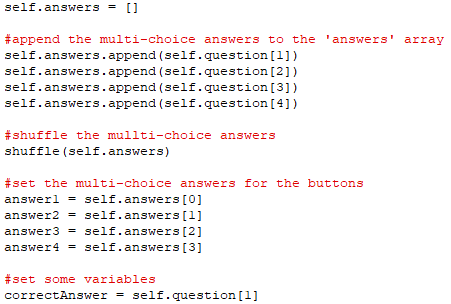 self.answers = []
#append the multi-choice answers to the 'answers' array
self.answers.append(self.question[1])
self.answers.append(self.question[2])
self.answers.append(self.question[3])
self.answers.append(self.question[4])
#shuffle the mullti-choice answers
shuffle(self.answers)
#set the multi-choice answers for the buttons
answer1 = self.answers[0]
answer2 = self.answers[1]
answer3 = self.answers[2]
answer4 = self.answers[3]
#set some variables
correctAnswer = self.question[1]